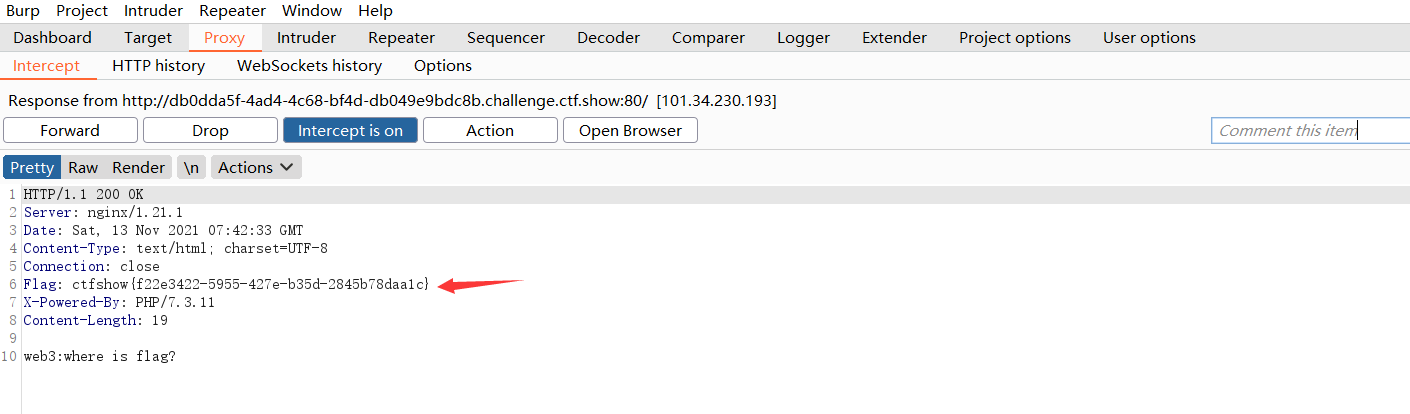 Burp Project Intruder Repeater Window Help
Dashboard Target Proxy Intruder Repeater Sequencer Decoder Comparer Logger Extender Project options User options
Intercept HTTP history WebSockets history Options
Response from http://db0dda5f-4ad4-4c68-bf4d-db049e9bdc8b.challenge.ctf.show:80/ [101.34.230.193]
Forward Drop Intercept is on Action Open Browser Comment this item
Pretty Raw Render \n Actions
1 HTTP/1.1 200 OK
2 Server: nginx/1.21.1
3 Date: Sat, 13 Nov 2021 07:42:33 GMT
4 Content-Type: text/html; charset=UTF-8
5 Connection: close
6 Flag: ctfshow{f22e3422-5955-427e-b35d-2845b78daa1c}
7 X-Powered-By: PHP/7.3.11
8 Content-Length: 19
9
10 web3:where is flag?